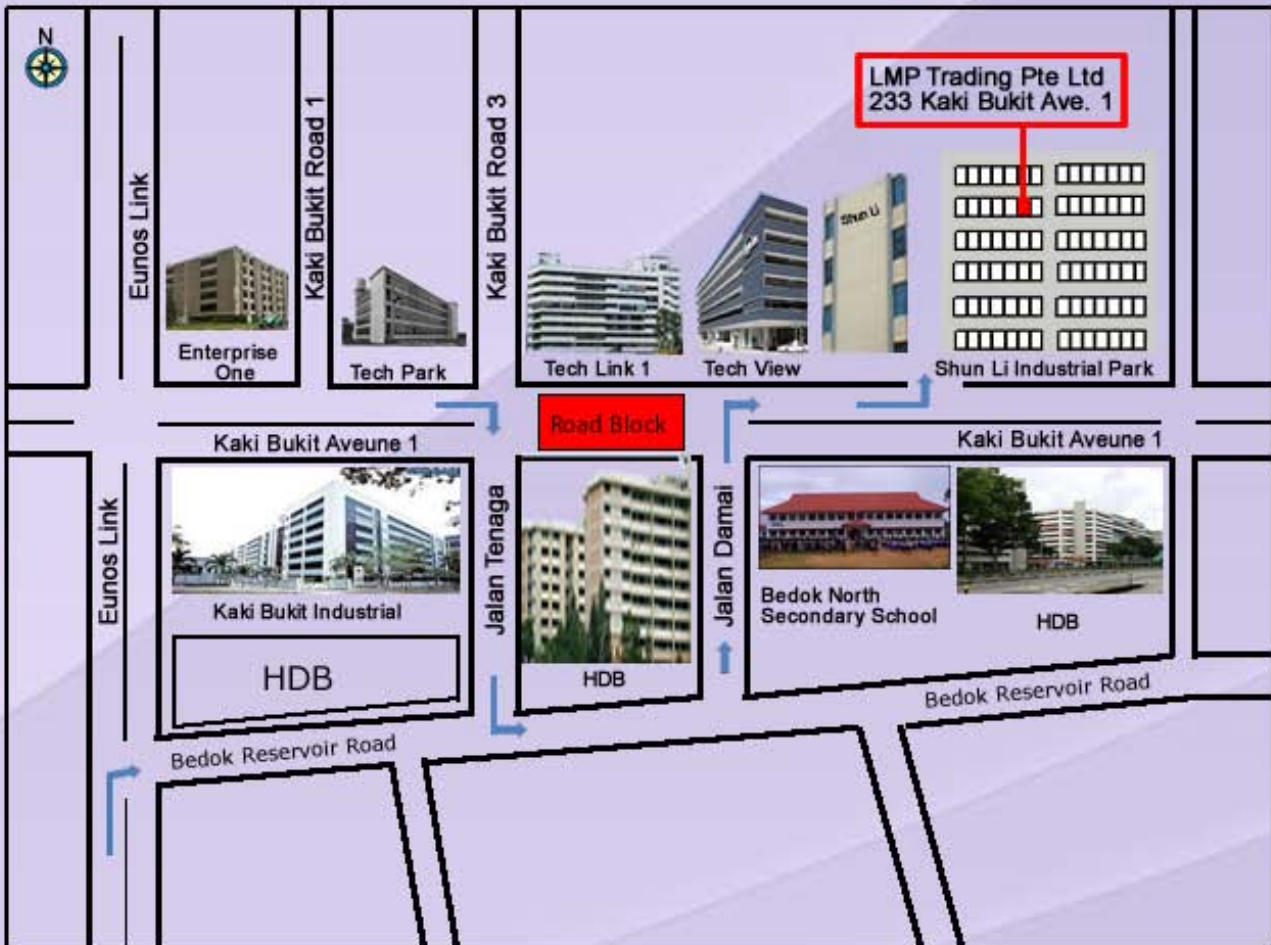 N
LMP Trading Pte Ltd
233 Kaki Bukit Ave. 1
Eunos Link
Kaki Bukit Road 1
Kaki Bukit Road 3
Shun Li
Enterprise
One
Tech Park
Tech Link 1
Tech View
Shun Li Industrial Park
Road Block
Kaki Bukit Aveune 1
Kaki Bukit Aveune 1
Eunos Link
Kaki Bukit Industrial
HDB
Jalan Tenaga
HDB
Jalan Damai
Bedok North
Secondary School
HDB
Bedok Reservoir Road
Bedok Reservoir Road